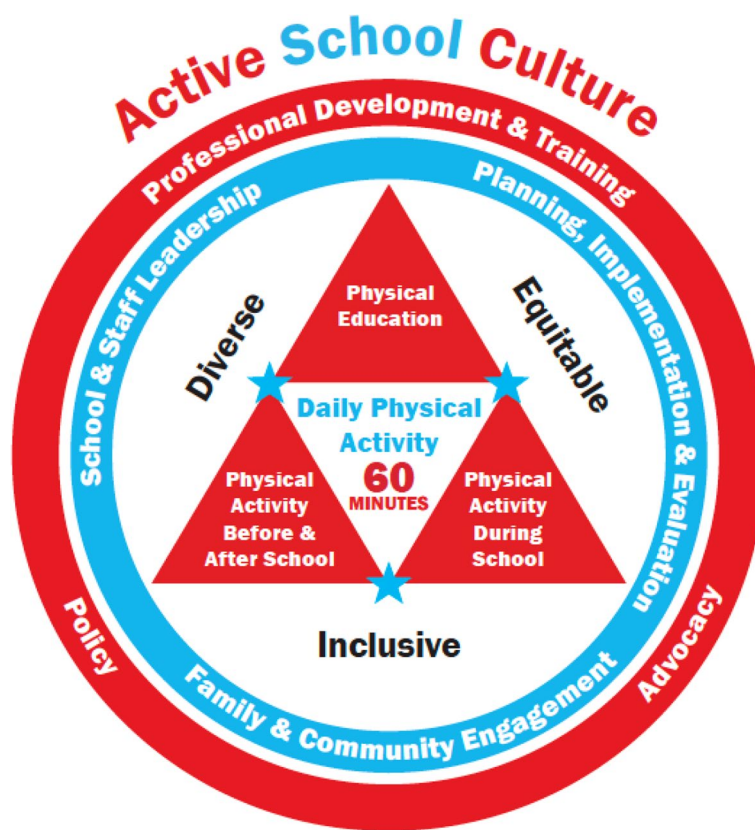 Active School Culture
Professional Development & Training
School & Staff Leadership
Planning, Implementation & Evaluation
Physical
Education
Diverse
Equitable
Daily Physical
Activity
60
MINUTES
Physical
Activity
Before &
After School
Physical
Activity
During
School
Inclusive
Policy
Advocacy
Family & Community Engagement